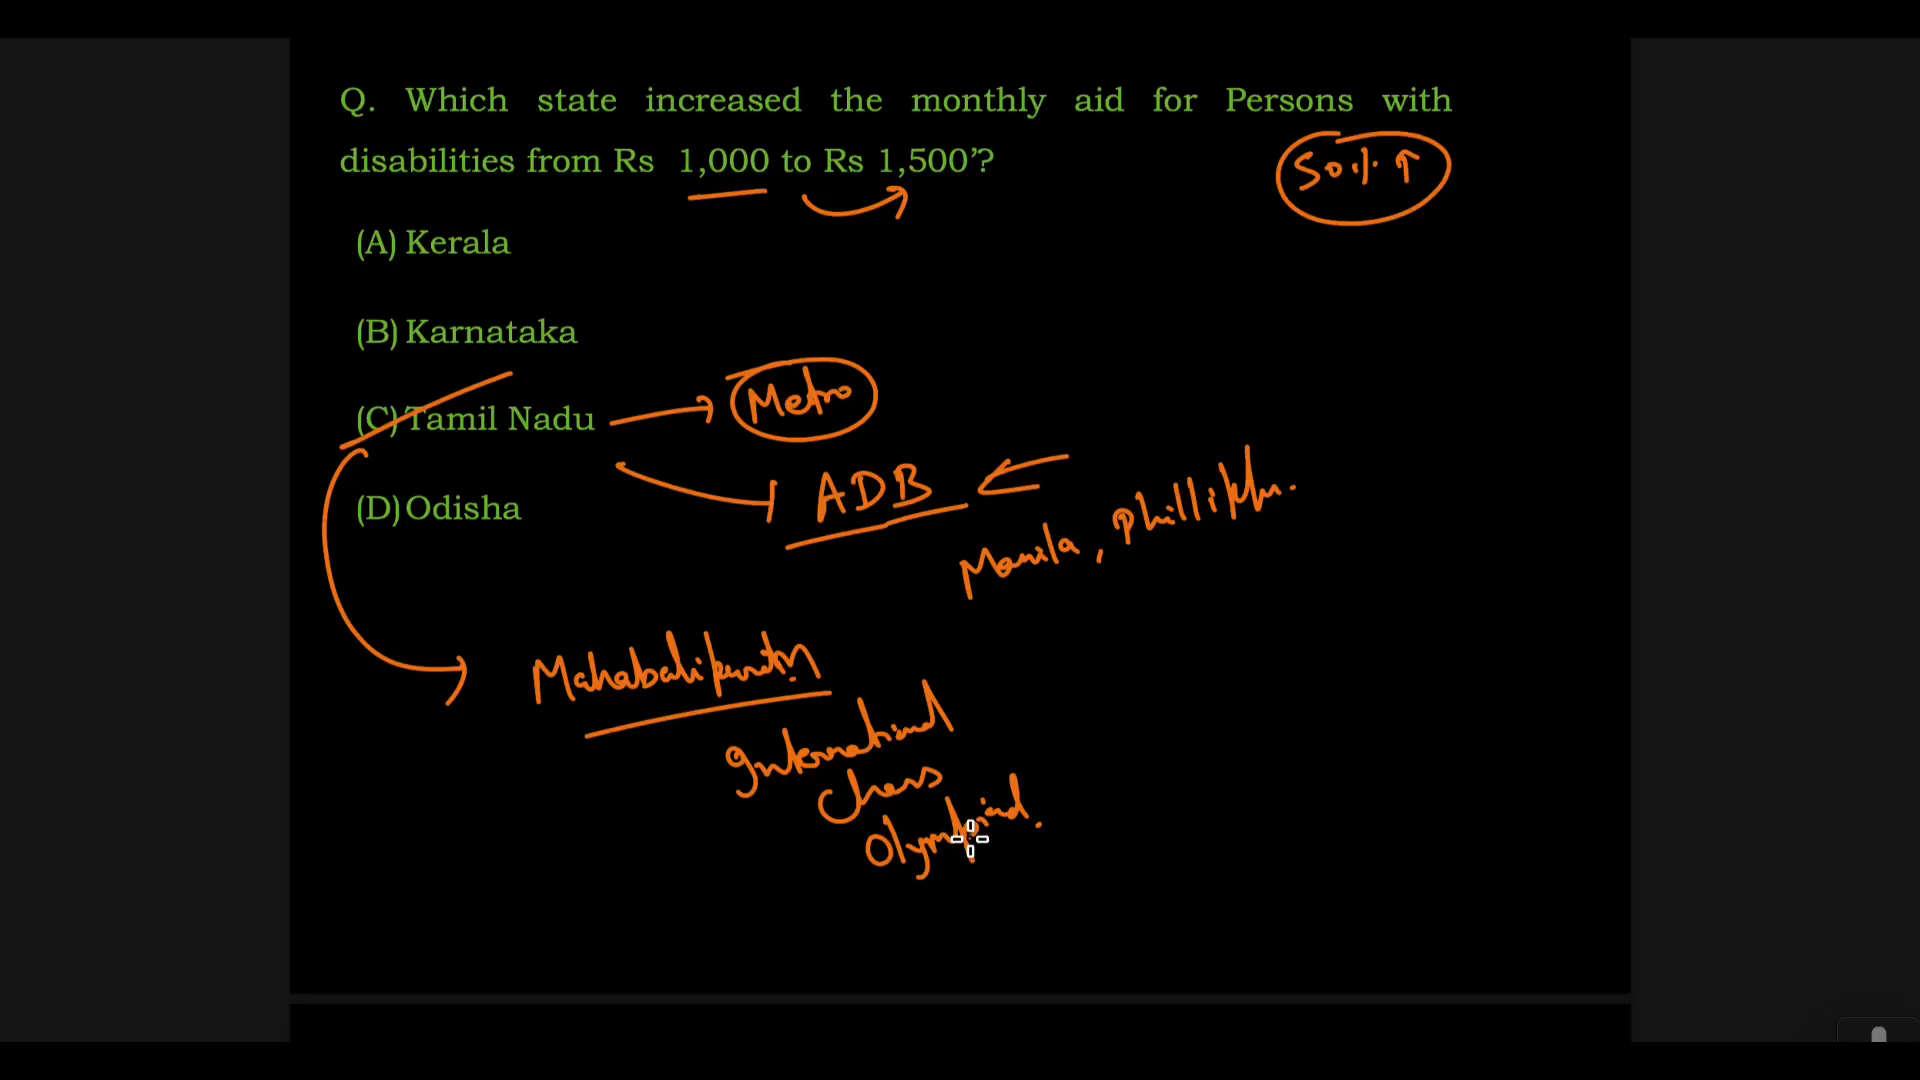 Q. Which state increased the monthly aid for Persons with
disabilities from Rs 1,000 to Rs 1,500’?
50% ↑
(A) Kerala
(B) Karnataka
(C) Tamil Nadu
Metro
ADB
(D) Odisha
Manila,
Mahabalipuram
International
Chess
Olympiad.